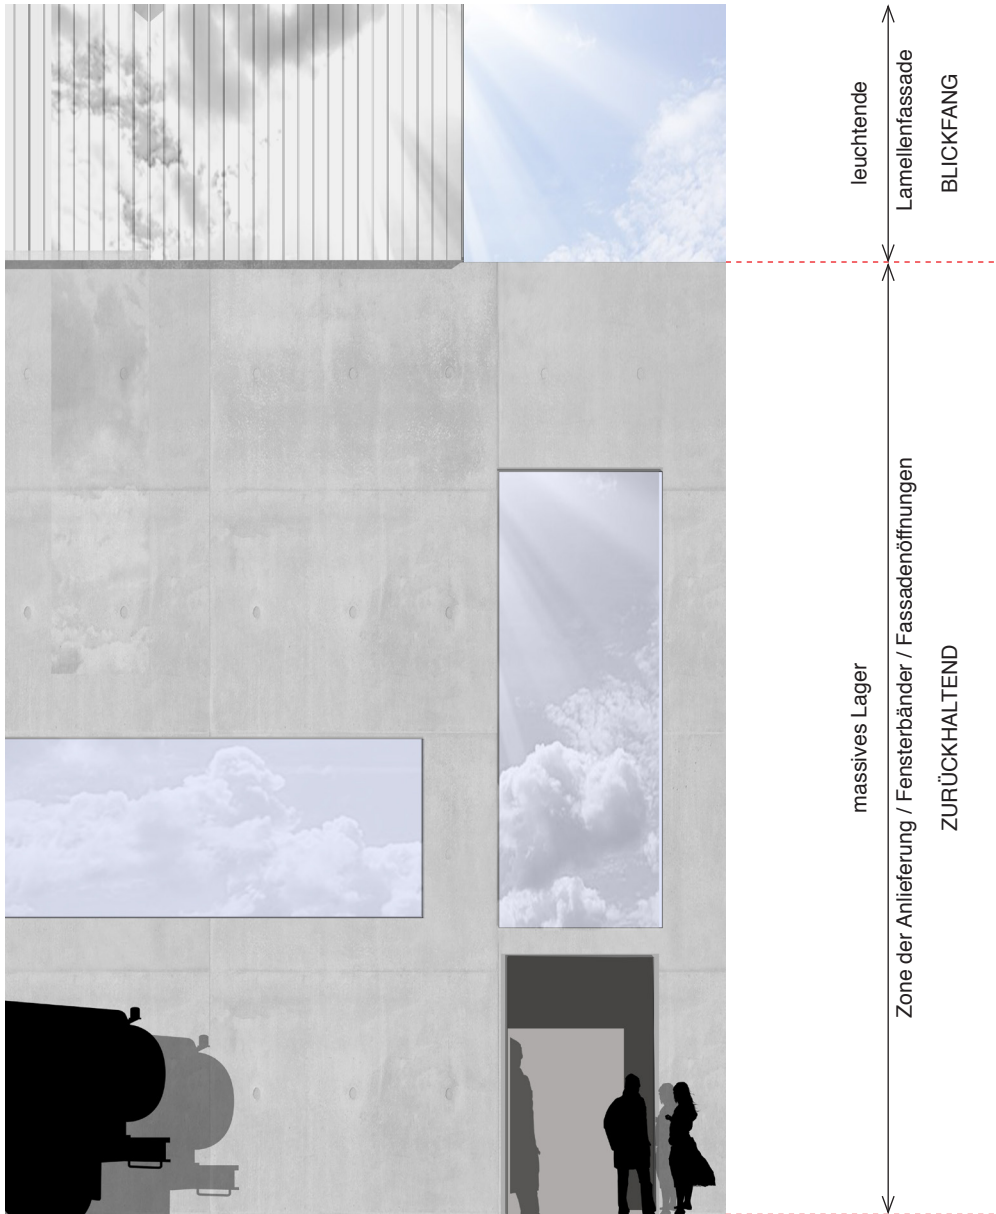 leuchtende
Lamellenfassade
BLICKFANG
massives Lager
Zone der Anlieferung / Fensterbänder / Fassadenöffnungen
ZURÜCKHALTEND